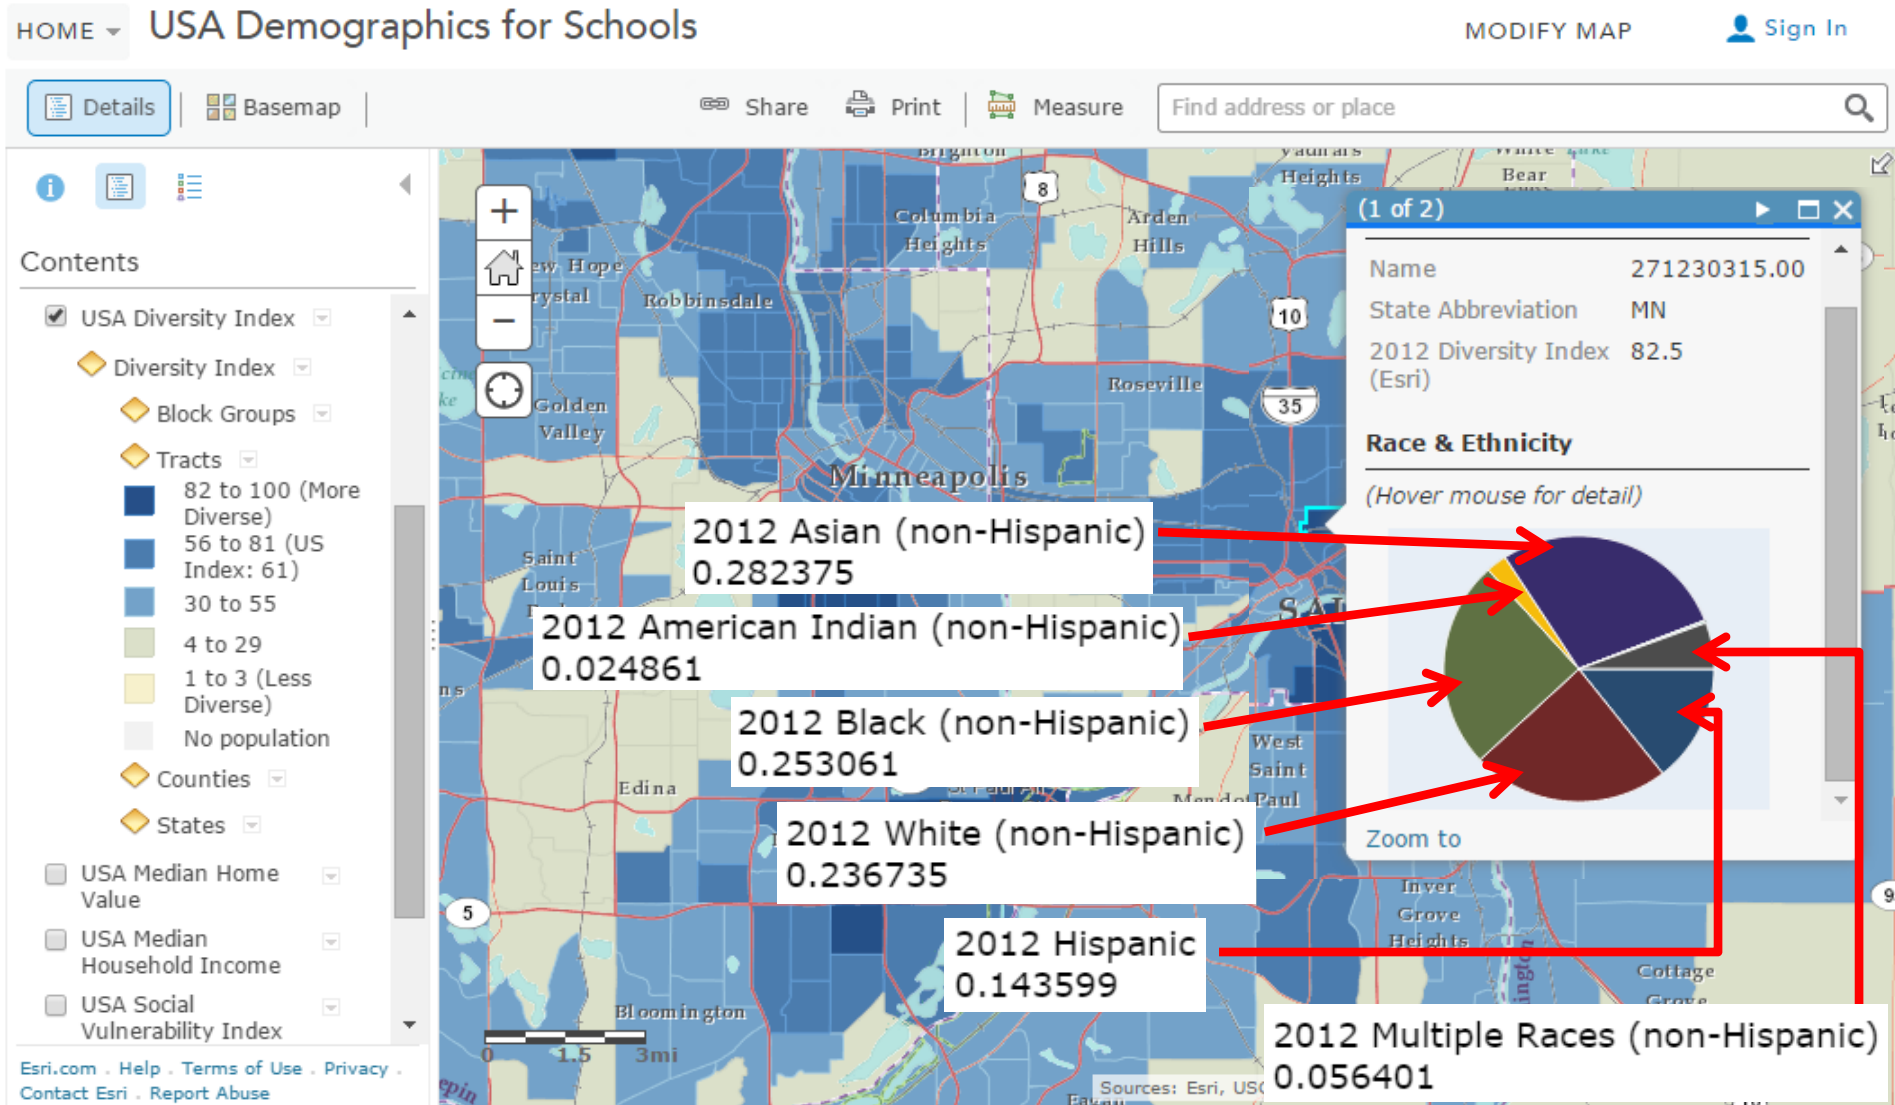 HOME
USA Demographics for Schools
MODIFY MAP
Sign In
Details
Basemap
Share
Print
Measure
Find address or place
Contents
USA Diversity Index
Diversity Index
Block Groups
Tracts
82 to 100 (More
Diverse)
56 to 81 (US
Index: 61)
30 to 55
4 to 29
1 to 3 (Less
Diverse)
No population
Counties
States
USA Median Home
Value
USA Median
Household Income
USA Social
Vulnerability Index
Esri.com . Help . Terms of Use . Privacy .
Contact Esri . Report Abuse
Brighton
Heights
White
Bear
8
Columbia
Heights
Arden
Hills
Hope
Robbinsdale
10
Roseville
35
Golden
Valley
Minneapolis
Saint
Louis
West
Saint
Paul
Edina
5
Bloomington
Inver
Grove
Heights
Cottage
Grove
0 1.5 3mi
Sources: Esri,
(1 of 2)
Name 271230315.00
State Abbreviation MN
2012 Diversity Index 82.5
(Esri)
Race & Ethnicity
(Hover mouse for detail)
Zoom to
2012 Asian (non-Hispanic)
0.282375
2012 American Indian (non-Hispanic)
0.024861
2012 Black (non-Hispanic)
0.253061
2012 White (non-Hispanic)
0.236735
2012 Hispanic
0.143599
2012 Multiple Races (non-Hispanic)
0.056401